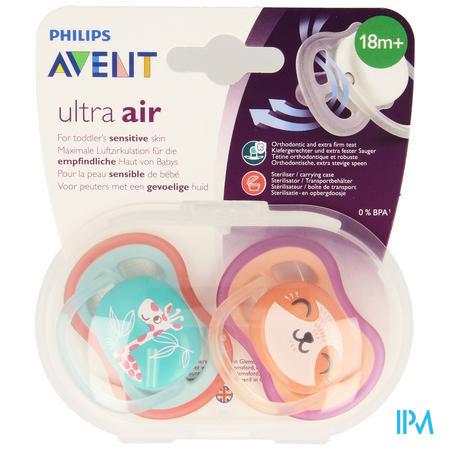 PHILIPS
AVENT
18m+
ultra air
For toddler's sensitive skin
Maximale Luftzirkulation für die
empfindliche Haut von Babys
Pour la peau sensible de bébé
Voor peuters met een gevoelige huid
Orthodontic and extra firm teat
Kiefergerechter und extra fester Sauger
Tétine orthodontique et robuste
Orthodontische, extra stevige speen
Steriliser / carrying case
Sterilisator / Transportbehälter
Stérilisateur / boîte de transport
Sterilisatie- en opbergdoosje
0 % BPA¹
IPM